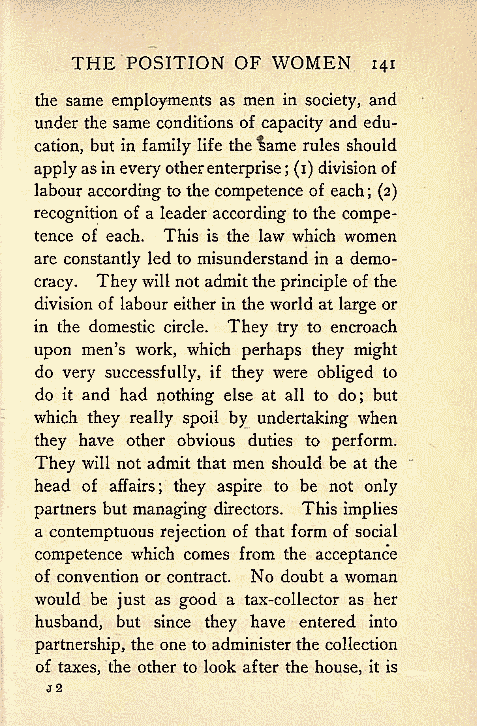 THE POSITION OF WOMEN 141
the same employments as men in society, and
under the same conditions of capacity and edu-
cation, but in family life the same rules should
apply as in every other enterprise; (1) division of
labour according to the competence of each; (2)
recognition of a leader according to the compe-
tence of each. This is the law which women
are constantly led to misunderstand in a demo-
cracy. They will not admit the principle of the
division of labour either in the world at large or
in the domestic circle. They try to encroach
upon men's work, which perhaps they might
do very successfully, if they were obliged to
do it and had nothing else at all to do; but
which they really spoil by undertaking when
they have other obvious duties to perform.
They will not admit that men should be at the
head of affairs; they aspire to be not only
partners but managing directors. This implies
a contemptuous rejection of that form of social
competence which comes from the acceptance
of convention or contract. No doubt a woman
would be just as good a tax-collector as her
husband, but since they have entered into
partnership, the one to administer the collection
of taxes, the other to look after the house, it is
J 2